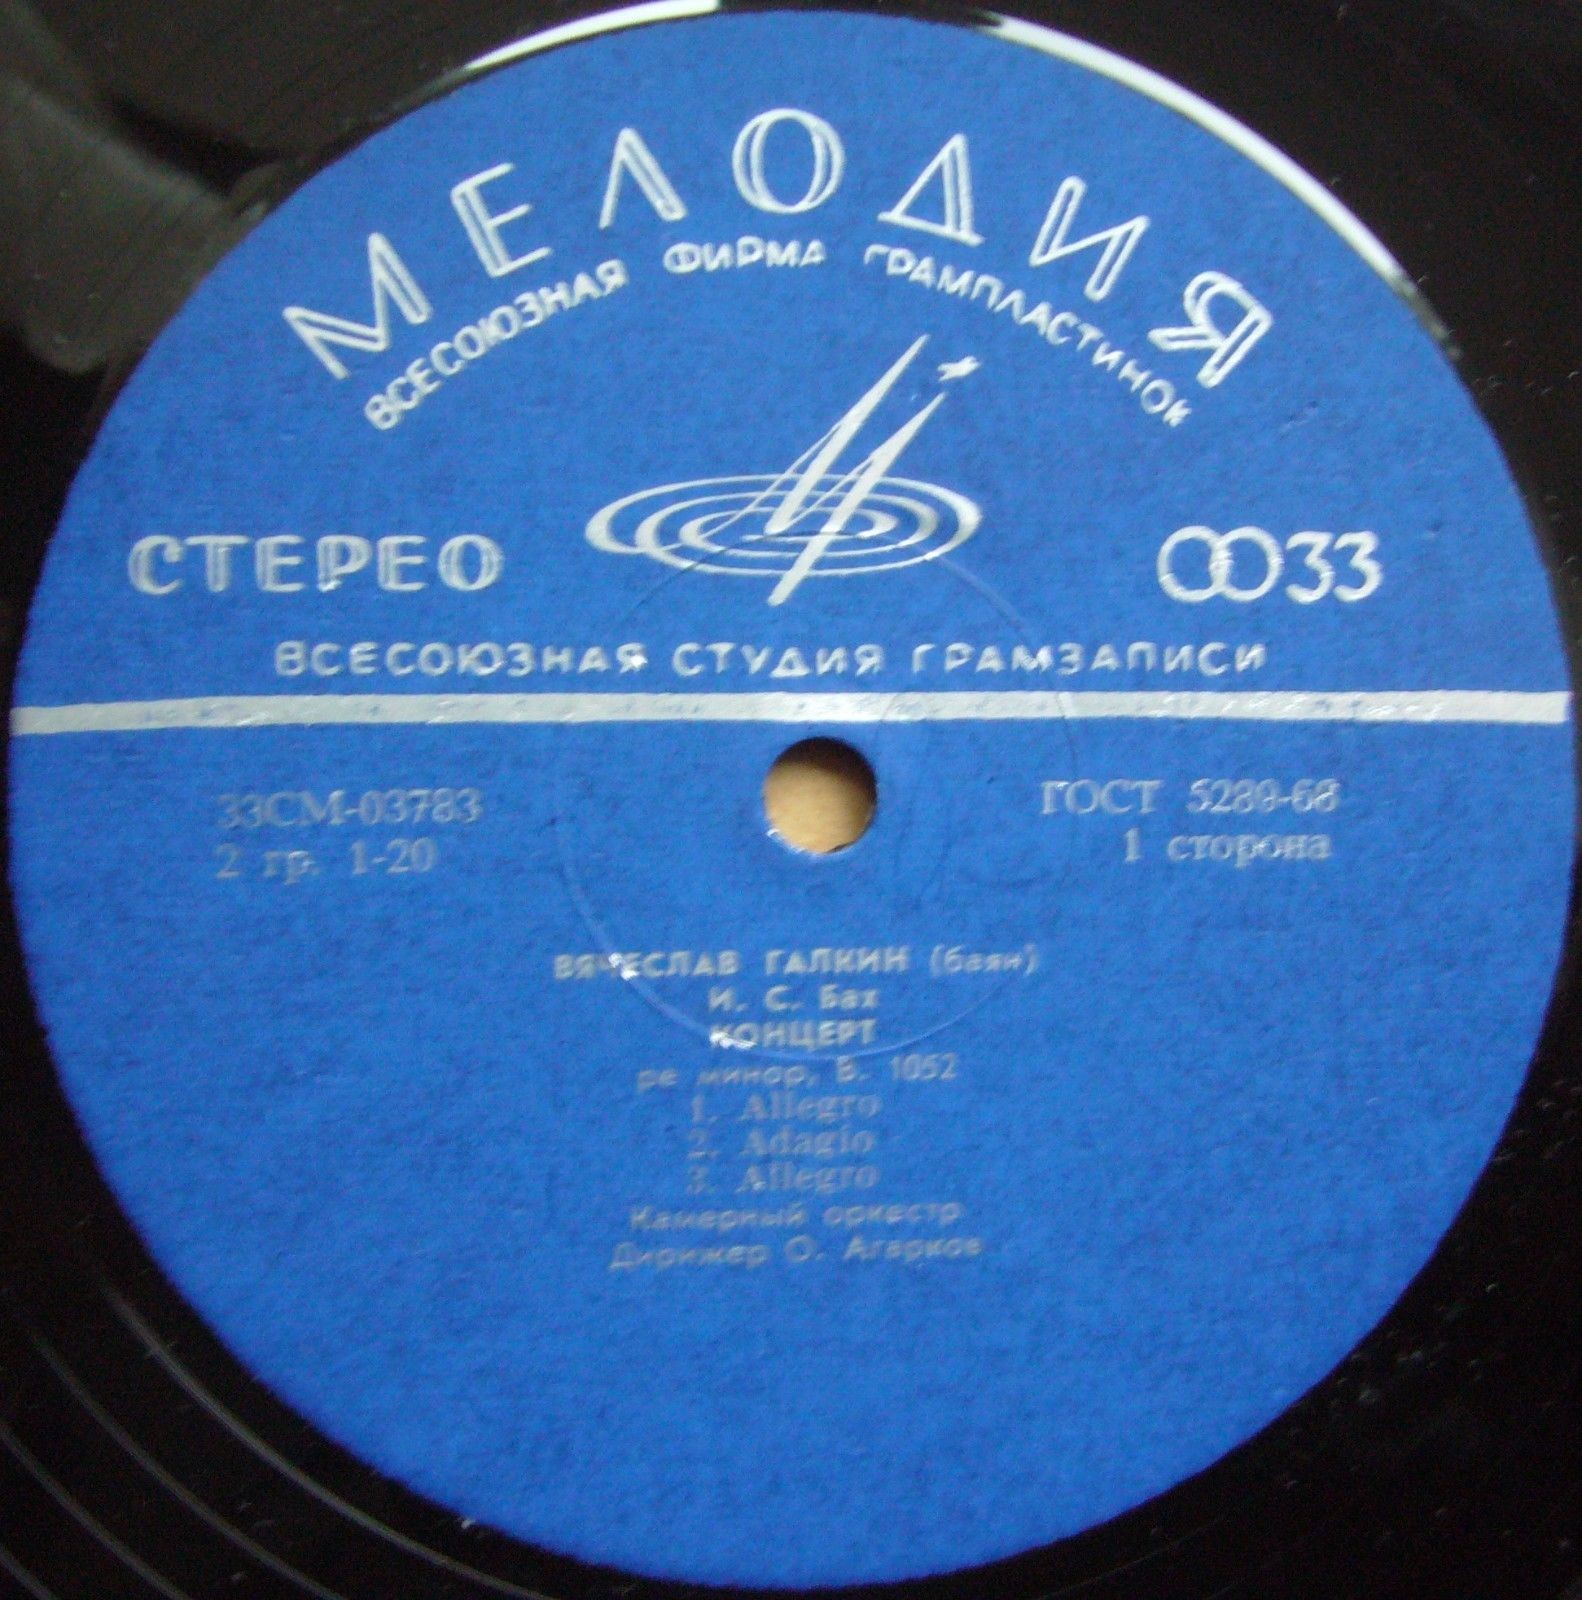 МЕЛОДИЯ
ВСЕСОЮЗНАЯ ФИРМА ГРАМПЛАСТИНОК
СТЕРЕО
33
ВСЕСОЮЗНАЯ СТУДИЯ ГРАМЗАПИСИ
33СМ-03783
ГОСТ 5289-68
2 гр. 1-20
1 сторона
ВЯЧЕСЛАВ ГАЛКИН (баян)
И. С. Бах
КОНЦЕРТ
ре минор, В. 1052
1. Allegro
2. Adagio
3. Allegro
Камерный оркестр
Дирижер О. Агарков